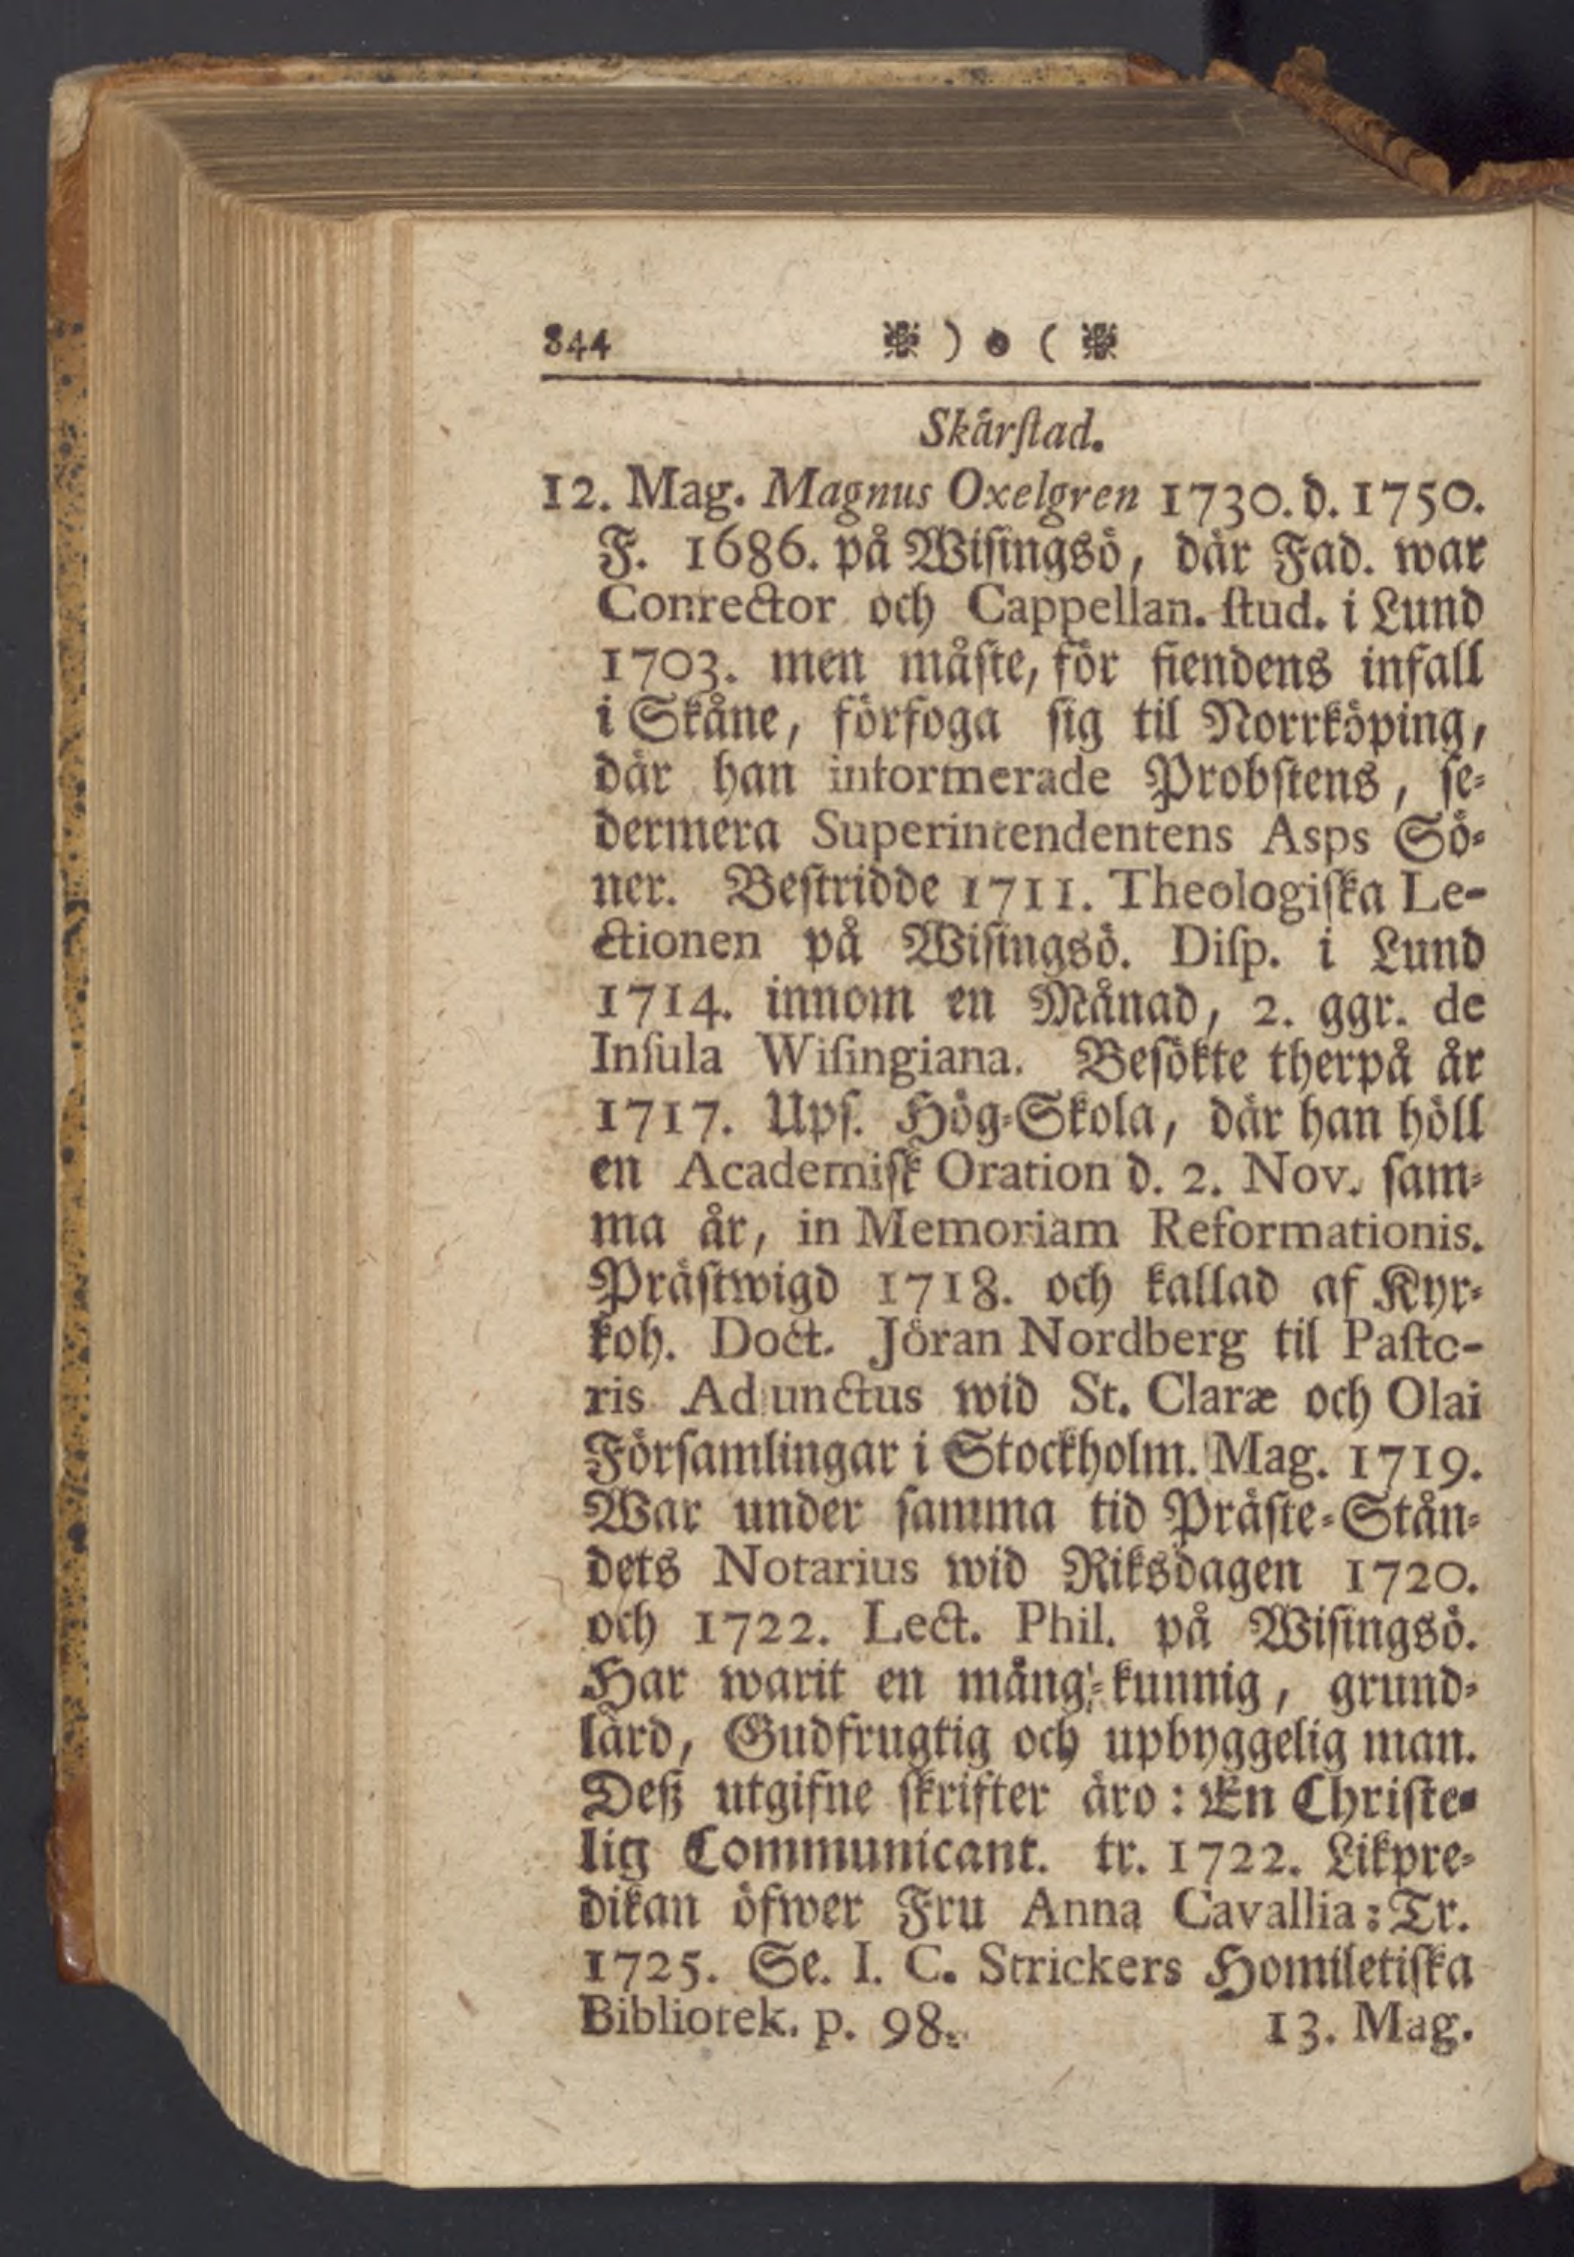 844 ❉ ) o ( ❉
Skärſtad.
12. Mag. Magnus Oxelgren 1730. d. 1750.
F. 1686. på Wiſingsö, där Fad. war
Conrector och Cappellan. ſtud. i Lund
1703. men måſte, för fiendens infall
i Skåne, förfoga ſig til Norrköping,
där han informerade Probſtens, ſe-
dermera Superintendentens Asps Sö-
ner. Beſtridde 1711. Theologiſka Le-
ctionen på Wiſingsö. Diſp. i Lund
1714. innom en Månad, 2. ggr. de
Inſula Wiſingiana. Beſökte therpå år
1717. Upſ. Hög-Skola, där han höll
en Academiſk Oration d. 2. Nov. ſam-
ma år, in Memoriam Reformationis.
Präſtwigd 1718. och kallad af Kyr-
koh. Doct. Jöran Nordberg til Paſto-
ris Adjunctus wid St. Claræ och Olai
Förſamlingar i Stockholm. Mag. 1719.
War under ſamma tid Präſte-Stån-
dets Notarius wid Riksdagen 1720.
och 1722. Lect. Phil. på Wiſingsö.
Har warit en mång-kunnig, grund-
lärd, Gudfrugtig och upbyggelig man.
Deß utgifne ſkrifter äro: En Chriſte-
lig Communicant. tr. 1722. Likpre-
dikan öfwer Fru Anna Cavallia: Tr.
1725. Se. I. C. Strickers Homiletiſka
Bibliotek. p. 98. 13. Mag.